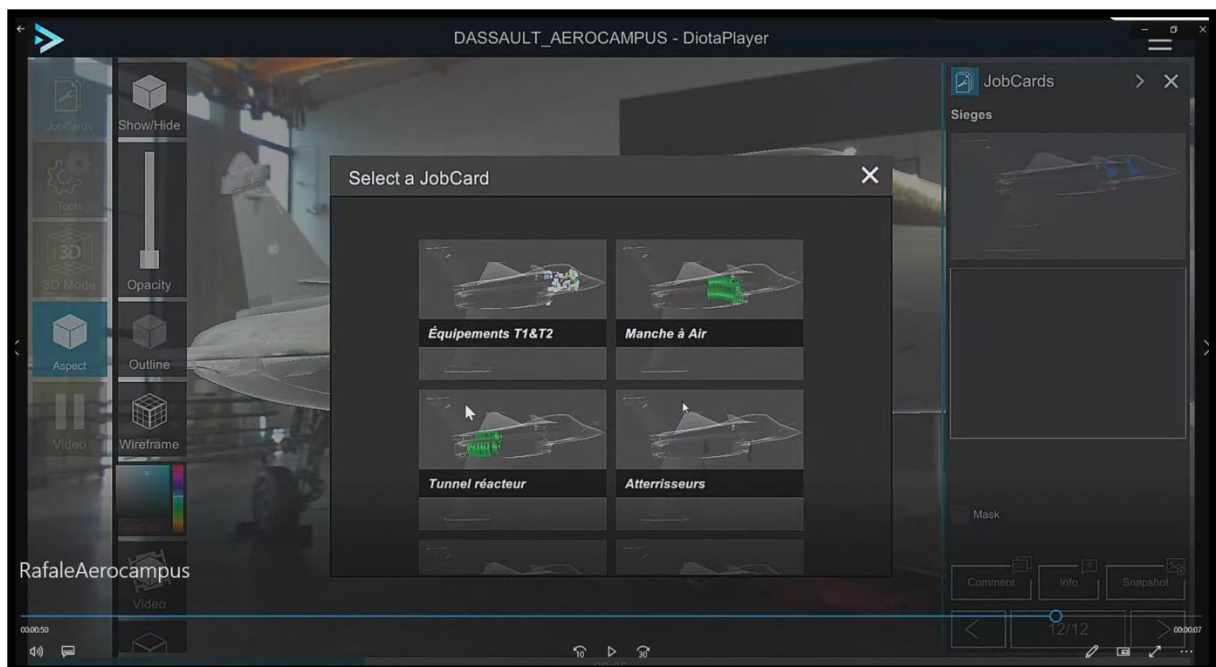 DASSAULT_AEROCAMPUS - DiotaPlayer
JobCards
Show/Hide
Tools
3D
3D Mode
Opacity
Aspect
Outline
Video
Wireframe
Video
Select a JobCard
Équipements T1&T2
Manche à Air
Tunnel réacteur
Atterrisseurs
JobCards
Sieges
Mask
Comment
Info
Snapshot
12/12
RafaleAerocampus
00:00:50
00:00:07
10
30